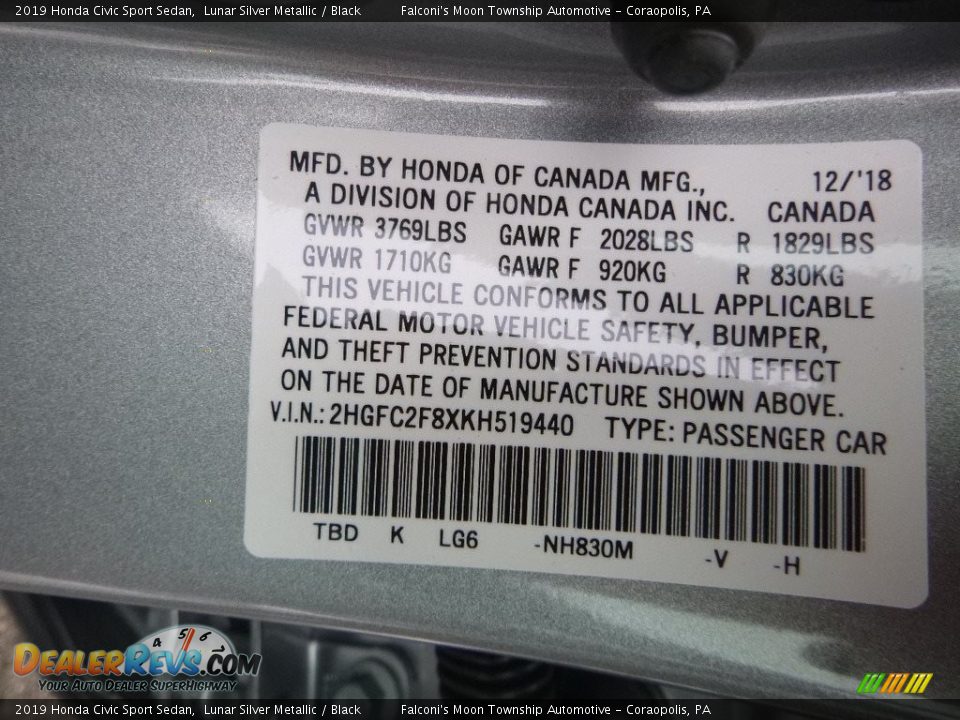 2019 Honda Civic Sport Sedan, Lunar Silver Metallic / Black Falconi's Moon Township Automotive - Coraopolis, PA
MFD. BY HONDA OF CANADA MFG., 12/'18
A DIVISION OF HONDA CANADA INC. CANADA
GVWR 3769LBS GAWR F 2028LBS R 1829LBS
GVWR 1710KG GAWR F 920KG R 830KG
THIS VEHICLE CONFORMS TO ALL APPLICABLE
FEDERAL MOTOR VEHICLE SAFETY, BUMPER,
AND THEFT PREVENTION STANDARDS IN EFFECT
ON THE DATE OF MANUFACTURE SHOWN ABOVE.
V.I.N.: 2HGFC2F8XKH519440 TYPE: PASSENGER CAR
TBD K LG6 -NH830M -V -H
4 5 6
DEALERREVS.COM
YOUR AUTO DEALER SUPERHIGHWAY
2019 Honda Civic Sport Sedan, Lunar Silver Metallic / Black Falconi's Moon Township Automotive - Coraopolis, PA